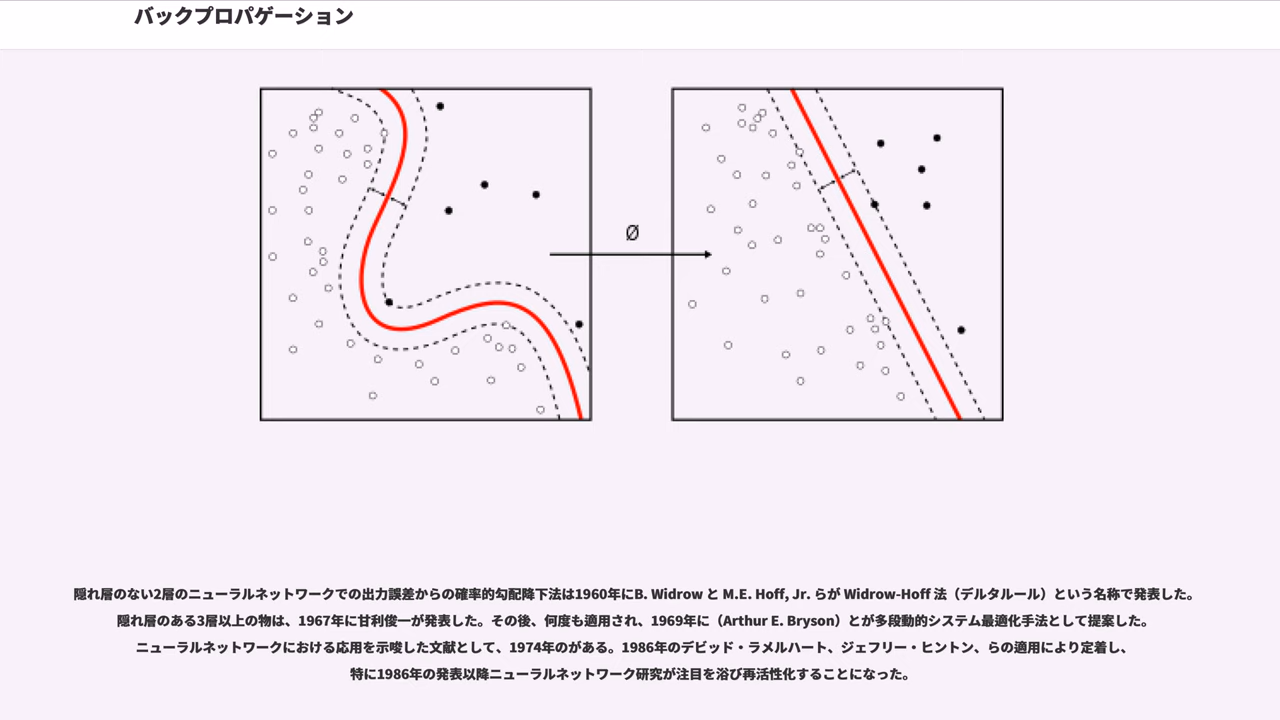 バックプロパゲーション
Ø
隠れ層のない2層のニューラルネットワークでの出力誤差からの確率的勾配降下法は1960年にB. Widrow と M.E. Hoff, Jr. らが Widrow-Hoff 法（デルタルール）という名称で発表した。
隠れ層のある3層以上の物は、1967年に甘利俊一が発表した。その後、何度も適用され、1969年に（Arthur E. Bryson）とが多段動的システム最適化手法として提案した。
ニューラルネットワークにおける応用を示唆した文献として、1974年のがある。1986年のデビッド・ラメルハート、ジェフリー・ヒントン、らの適用により定着し、
特に1986年の発表以降ニューラルネットワーク研究が注目を浴び再活性化することになった。